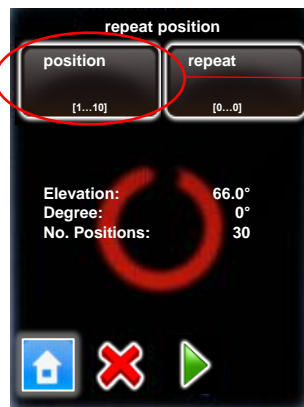 repeat position
position repeat
[1...10] [0...0]
Elevation: 66.0°
Degree: 0°
No. Positions: 30